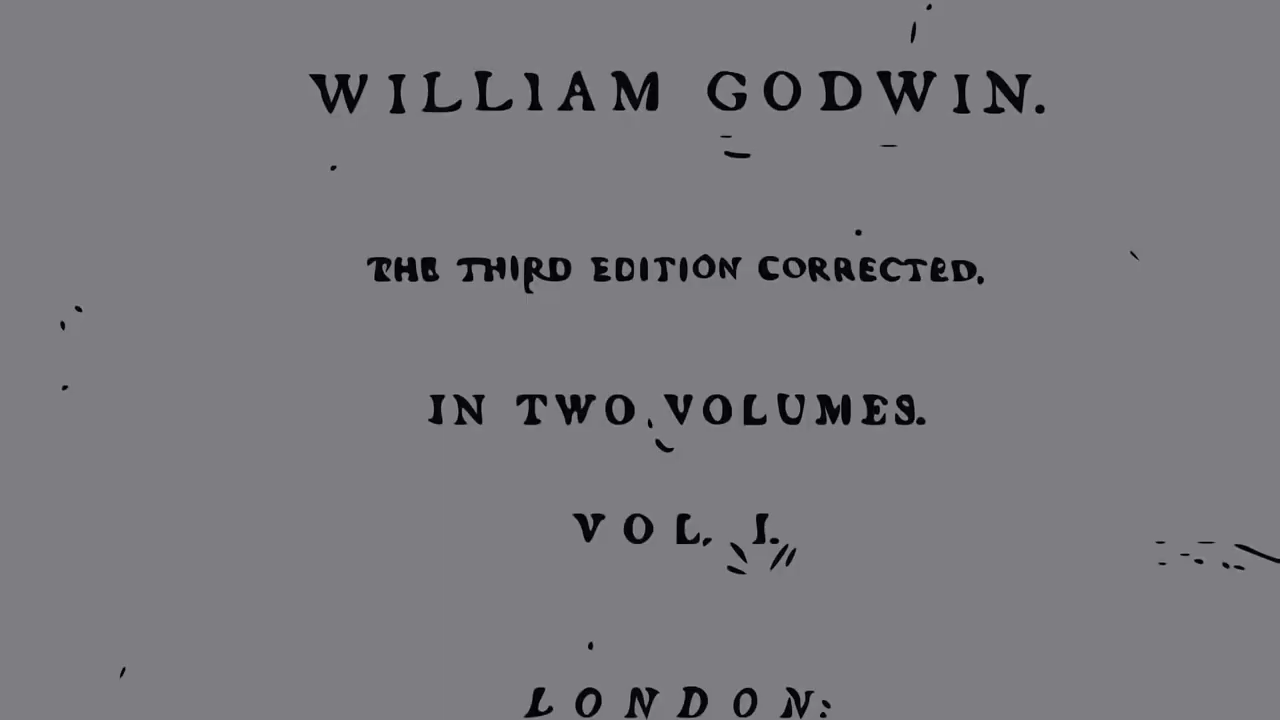 WILLIAM GODWIN.
THE THIRD EDITION CORRECTED.
IN TWO VOLUMES.
VOL. I.
LONDON: